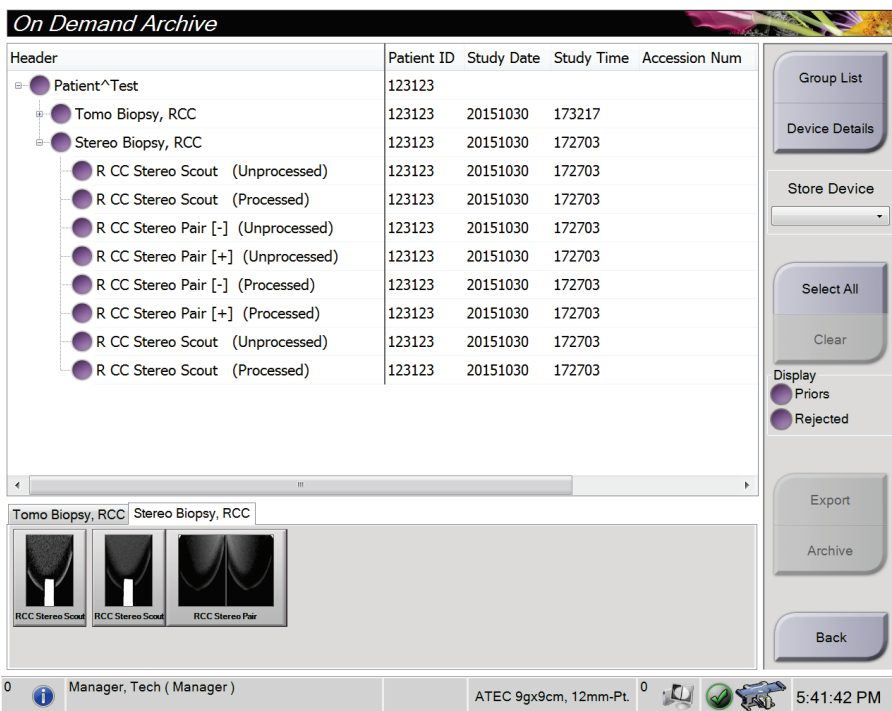 On Demand Archive
Header Patient ID Study Date Study Time Accession Num
Patient^Test 123123
Tomo Biopsy, RCC 123123 20151030 173217
Stereo Biopsy, RCC 123123 20151030 172703
R CC Stereo Scout (Unprocessed) 123123 20151030 172703
R CC Stereo Scout (Processed) 123123 20151030 172703
R CC Stereo Pair [-] (Unprocessed) 123123 20151030 172703
R CC Stereo Pair [+] (Unprocessed) 123123 20151030 172703
R CC Stereo Pair [-] (Processed) 123123 20151030 172703
R CC Stereo Pair [+] (Processed) 123123 20151030 172703
R CC Stereo Scout (Unprocessed) 123123 20151030 172703
R CC Stereo Scout (Processed) 123123 20151030 172703
Group List
Device Details
Store Device
Select All
Clear
Display
Priors
Rejected
Export
Archive
Back
Tomo Biopsy, RCC Stereo Biopsy, RCC
RCC Stereo Scout RCC Stereo Scout RCC Stereo Pair
0 Manager, Tech ( Manager ) ATEC 9gx9cm, 12mm-Pt. 0 5:41:42 PM